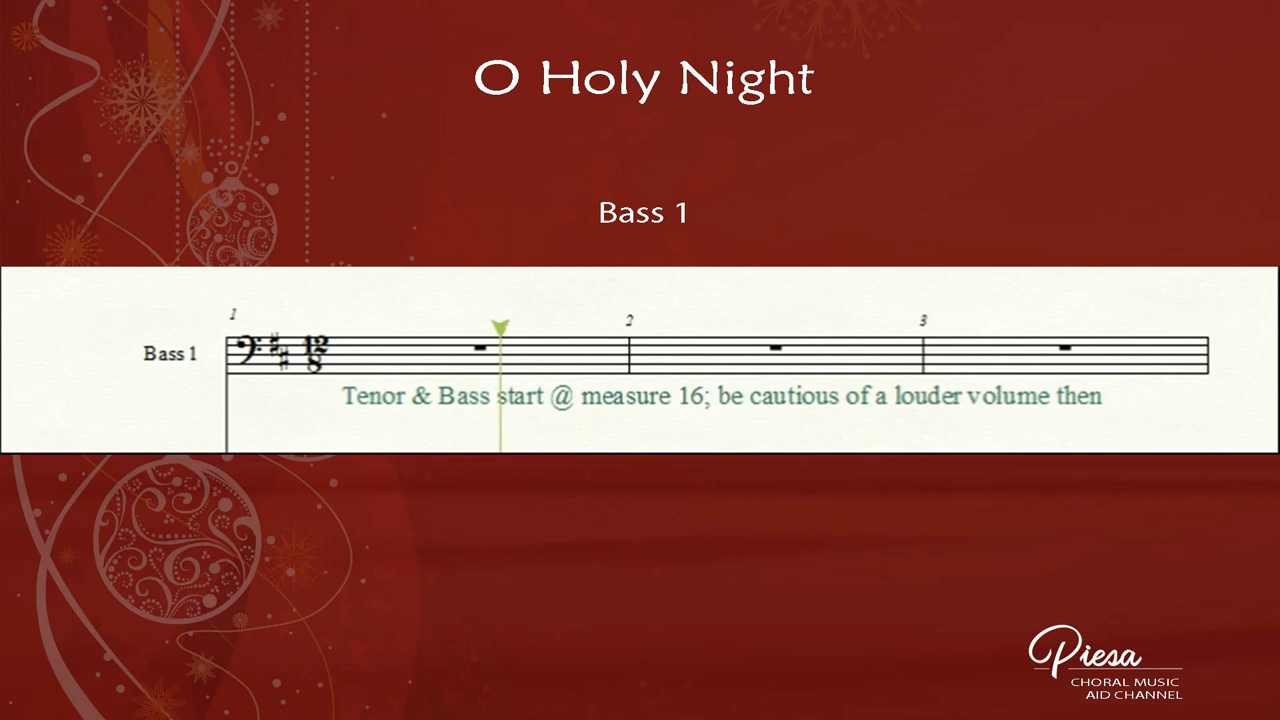 O Holy Night
Bass 1
1
2
3
Bass 1
12
8
Tenor & Bass start @ measure 16; be cautious of a louder volume then
Piesa
CHORAL MUSIC
AID CHANNEL